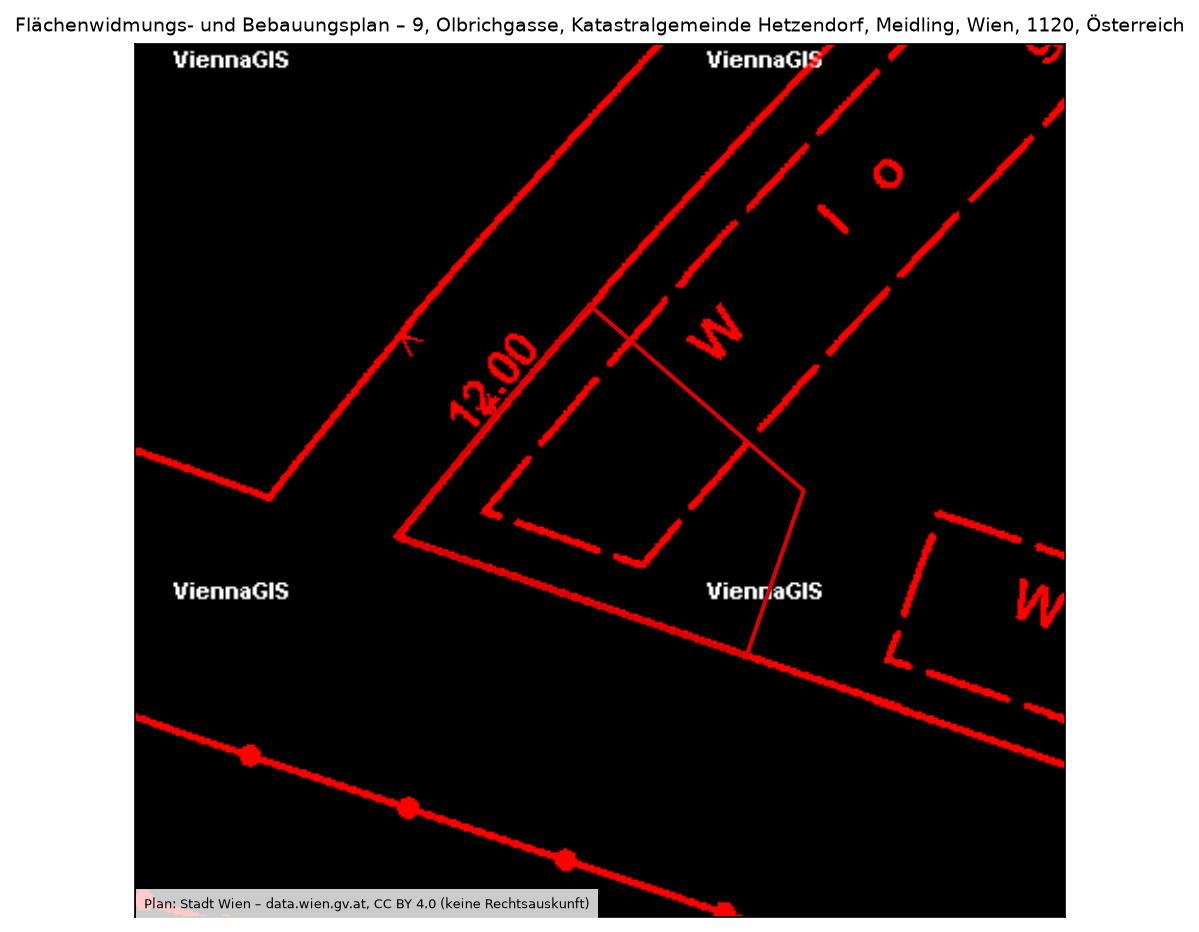 Flächenwidmungs- und Bebauungsplan – 9, Olbrichgasse, Katastralgemeinde Hetzendorf, Meidling, Wien, 1120, Österreich
ViennaGIS
ViennaGIS
W I o
12.00
ViennaGIS
ViennaGIS
W
Plan: Stadt Wien – data.wien.gv.at, CC BY 4.0 (keine Rechtsauskunft)